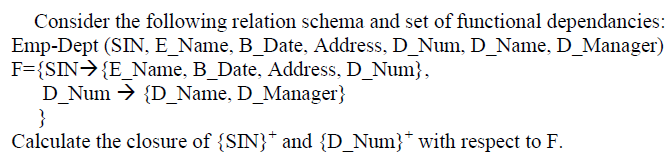 Consider the following relation schema and set of functional dependancies:
Emp-Dept (SIN, E_Name, B_Date, Address, D_Num, D_Name, D_Manager)
F={SIN→{E_Name, B_Date, Address, D_Num},
D_Num → {D_Name, D_Manager}
}
Calculate the closure of {SIN}⁺ and {D_Num}⁺ with respect to F.